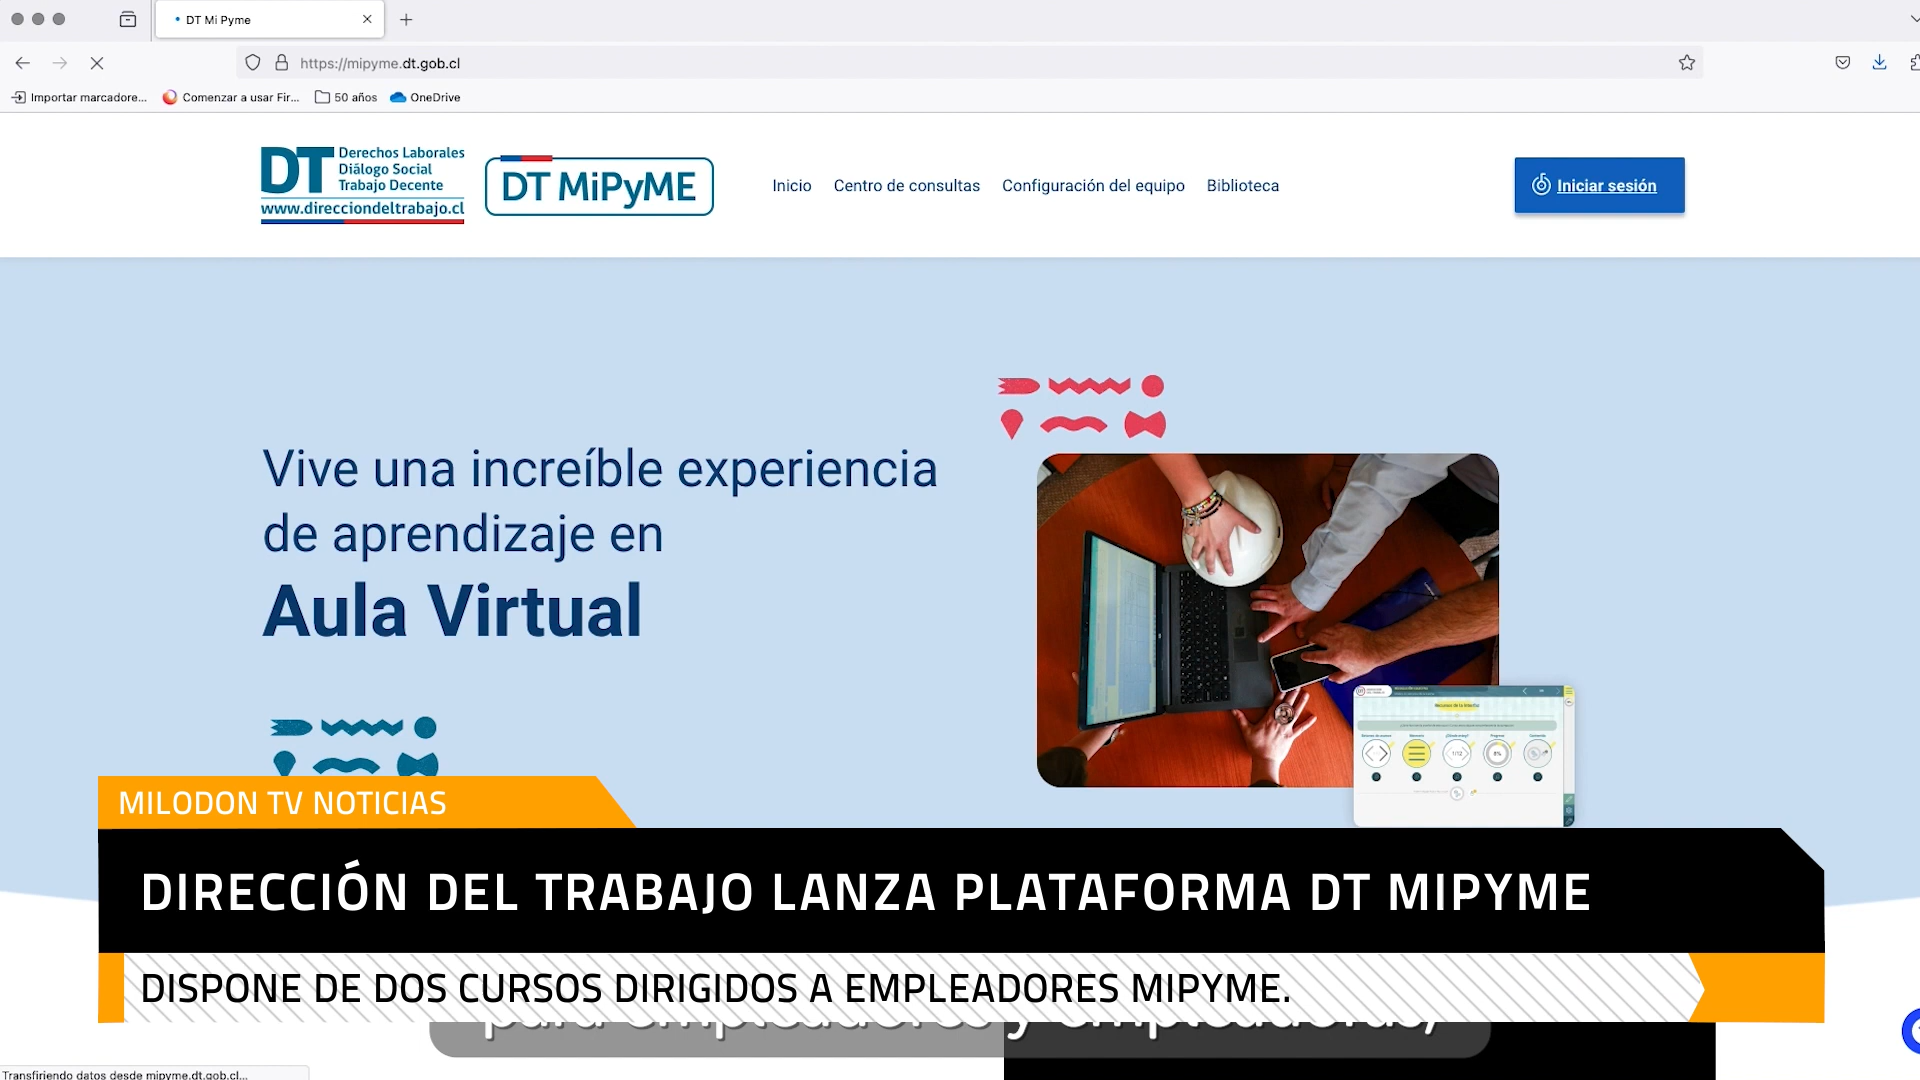 DT Mi Pyme
https://mipyme.dt.gob.cl
Importar marcadore...
Comenzar a usar Fir...
50 años
OneDrive
DT
Derechos Laborales
Diálogo Social
Trabajo Decente
www.direcciondeltrabajo.cl
DT MiPyME
Inicio
Centro de consultas
Configuración del equipo
Biblioteca
Iniciar sesión
Vive una increíble experiencia
de aprendizaje en
Aula Virtual
MILODON TV NOTICIAS
DIRECCIÓN DEL TRABAJO LANZA PLATAFORMA DT MIPYME
DISPONE DE DOS CURSOS DIRIGIDOS A EMPLEADORES MIPYME.
para empleadores y empleadoras,
Transfiriendo datos desde mipyme.dt.gob.cl...